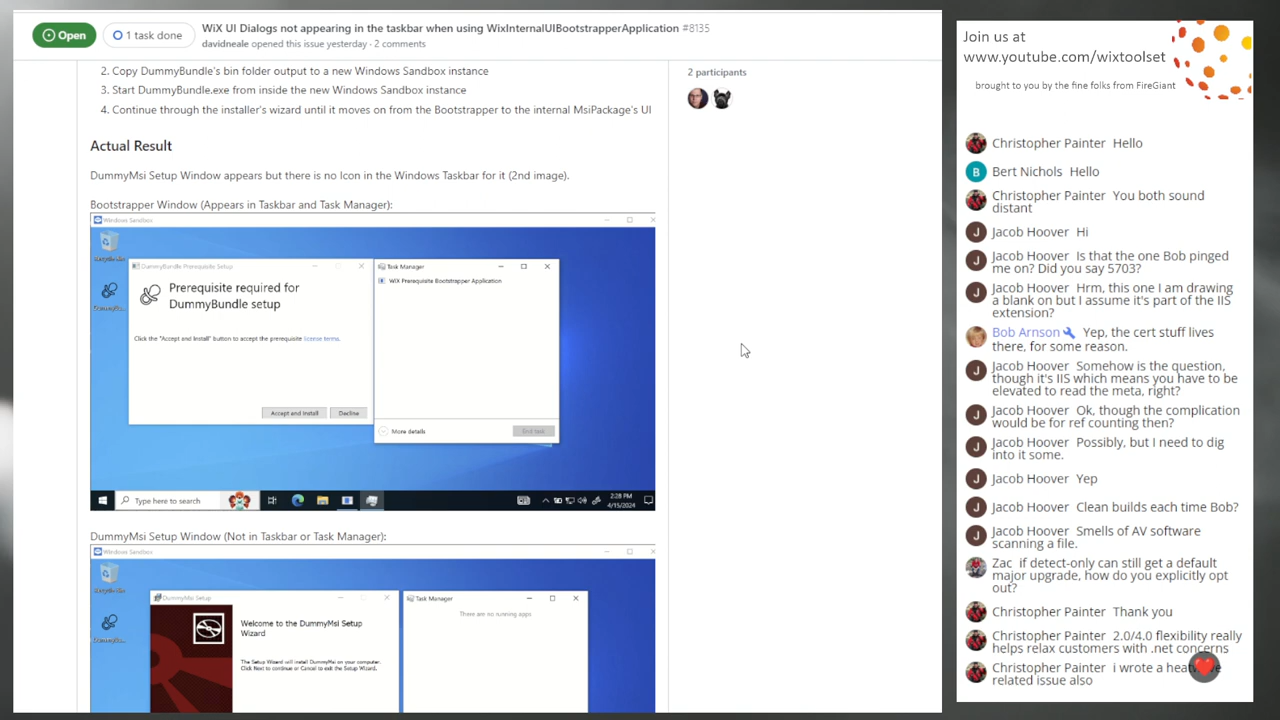 Open
1 task done
WiX UI Dialogs not appearing in the taskbar when using WixInternalUIBootstrapperApplication #8135
davidneale opened this issue yesterday · 2 comments
2. Copy DummyBundle's bin folder output to a new Windows Sandbox instance
3. Start DummyBundle.exe from inside the new Windows Sandbox instance
4. Continue through the installer's wizard until it moves on from the Bootstrapper to the internal MsiPackage's UI
Actual Result
DummyMsi Setup Window appears but there is no Icon in the Windows Taskbar for it (2nd image).
Bootstrapper Window (Appears in Taskbar and Task Manager):
Windows Sandbox
DummyBundle Prerequisite Setup
Prerequisite required for
DummyBundle setup
Click the "Accept and Install" button to accept the prerequisite license terms.
Accept and Install
Decline
Task Manager
WiX Prerequisite Bootstrapper Application
More details
End task
Type here to search
2:28 PM
4/15/2024
DummyMsi Setup Window (Not in Taskbar or Task Manager):
Windows Sandbox
DummyMsi Setup
Welcome to the DummyMsi Setup
Wizard
The Setup Wizard will install DummyMsi on your computer.
Click Next to continue or Cancel to exit the Setup Wizard.
Task Manager
There are no running apps
2 participants
Join us at
www.youtube.com/wixtoolset
brought to you by the fine folks from FireGiant
Christopher Painter Hello
Bert Nichols Hello
Christopher Painter You both sound
distant
Jacob Hoover Hi
Jacob Hoover Is that the one Bob pinged
me on? Did you say 5703?
Jacob Hoover Hrm, this one I am drawing
a blank on but I assume it's part of the IIS
extension?
Bob Arnson Yep, the cert stuff lives
there, for some reason.
Jacob Hoover Somehow is the question,
though it's IIS which means you have to be
elevated to read the meta, right?
Jacob Hoover Ok, though the complication
would be for ref counting then?
Jacob Hoover Possibly, but I need to dig
into it some.
Jacob Hoover Yep
Jacob Hoover Clean builds each time Bob?
Jacob Hoover Smells of AV software
scanning a file.
Zac if detect-only can still get a default
major upgrade, how do you explicitly opt
out?
Christopher Painter Thank you
Christopher Painter 2.0/4.0 flexibility really
helps relax customers with .net concerns
Christopher Painter i wrote a
related issue also